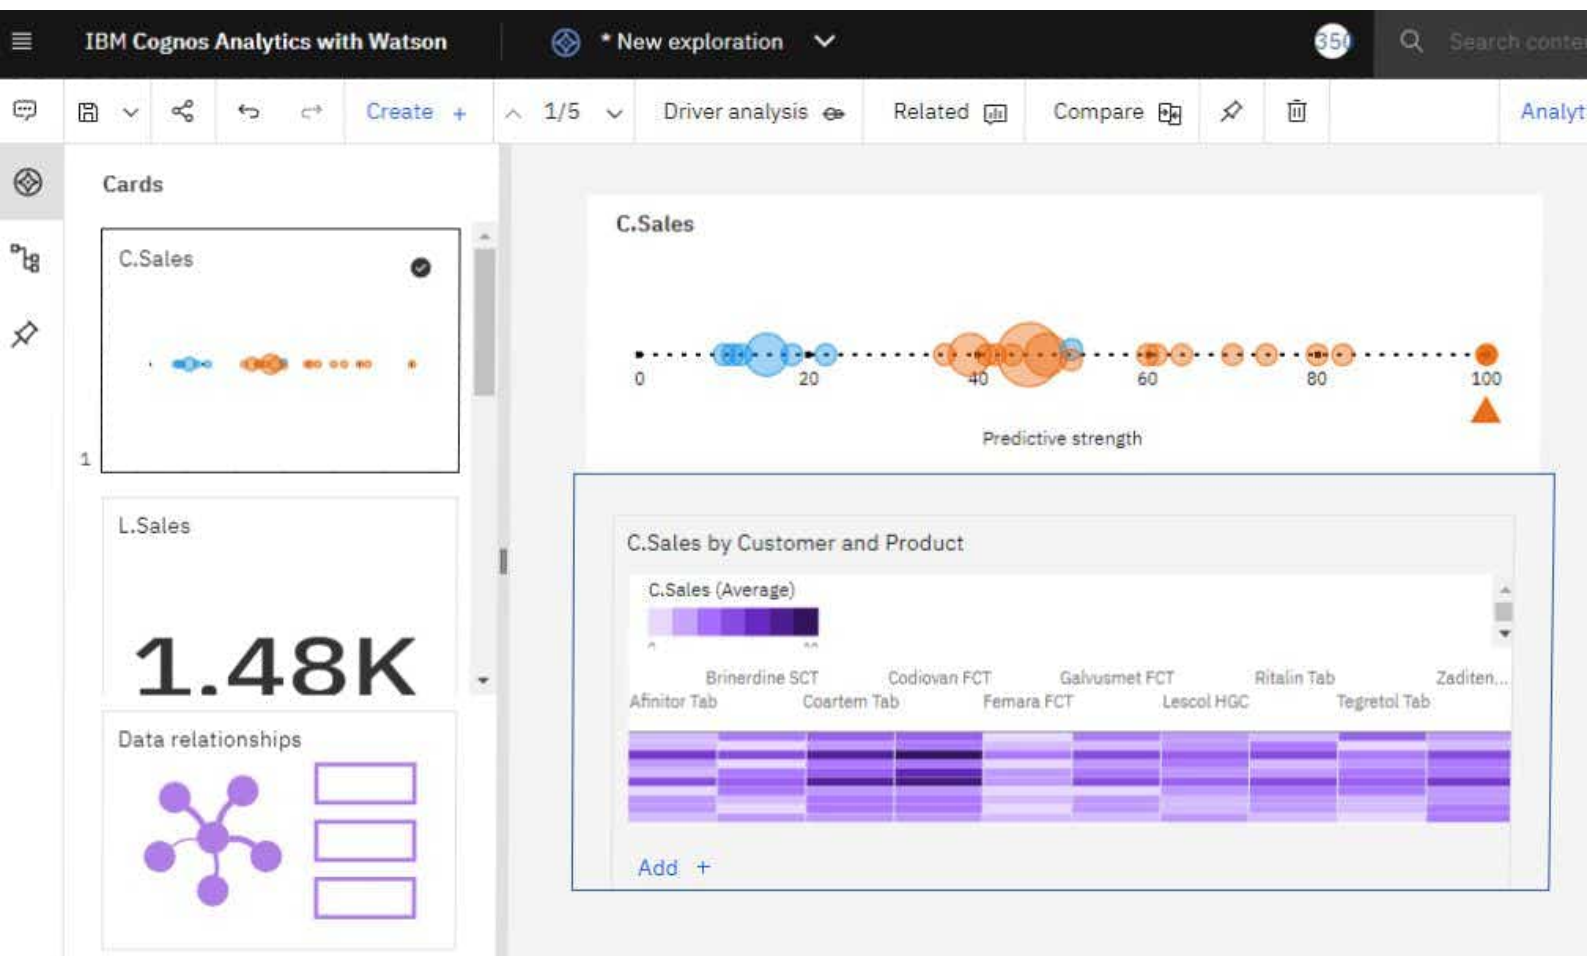 IBM Cognos Analytics with Watson
* New exploration
350
Search conte
Create +
1/5
Driver analysis
Related
Compare
Analyt
Cards
C.Sales
1
L.Sales
1.48K
Data relationships
C.Sales
0 20 40 60 80 100
Predictive strength
C.Sales by Customer and Product
C.Sales (Average)
Brinerdine SCT Codiovan FCT Galvusmet FCT Ritalin Tab Zaditen...
Afinitor Tab Coartem Tab Femara FCT Lescol HGC Tegretol Tab
Add +